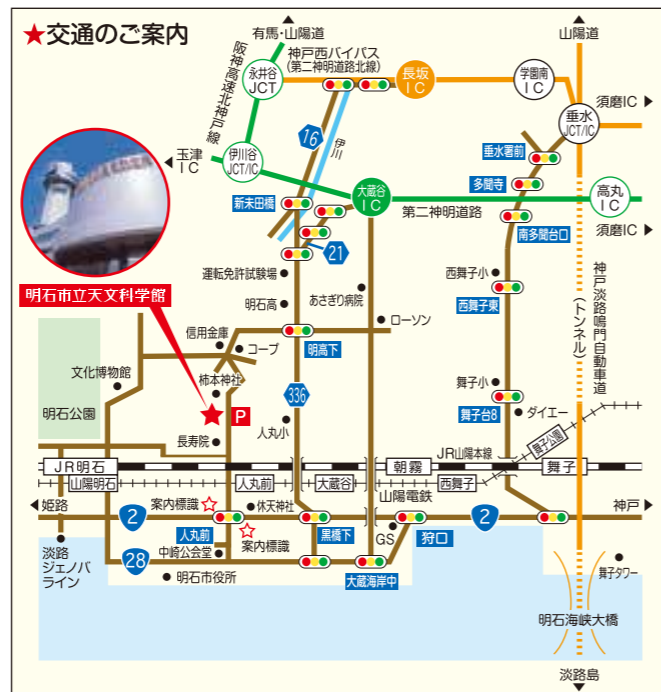 ★交通のご案内
有馬・山陽道
山陽道
神戸西バイパス
(第二神明道路北線)
阪神高速北神戸線
永井谷
JCT
長坂
IC
学園南
IC
須磨IC
垂水
JCT/IC
16
伊川
玉津
IC
伊川谷
JCT/IC
垂水署前
多聞寺
大蔵谷
IC
高丸
IC
新未田橋
第二神明道路
南多聞台口
須磨IC
21
運転免許試験場
あさぎり病院
西舞子小
西舞子東
明石市立天文科学館
明石高
ローソン
神戸淡路鳴門自動車道
(トンネル)
信用金庫
コープ
明高下
文化博物館
柿本神社
336
舞子小
舞子台8
ダイエー
明石公園
P
人丸小
長寿院
JR山陽本線
舞子公園
JR明石
朝霧
舞子
山陽明石
人丸前
大蔵谷
西舞子
山陽電鉄
姫路
案内標識
休天神社
神戸
2
2
人丸前
案内標識
黒橋下
GS
狩口
淡路
ジェノバ
ライン
28
中崎公会堂
明石市役所
大蔵海岸中
舞子タワー
明石海峡大橋
淡路島